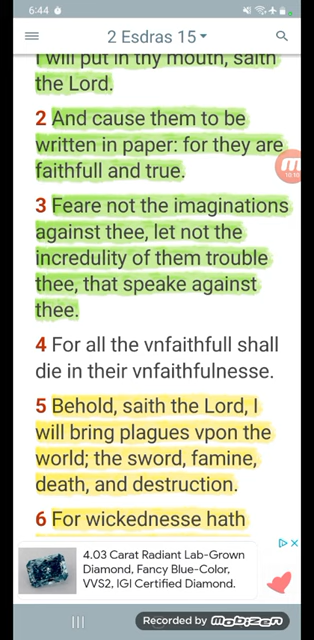 6:44
2 Esdras 15
I will put in thy mouth, saith
the Lord.
2 And cause them to be
written in paper: for they are
faithfull and true.
3 Feare not the imaginations
against thee, let not the
incredulity of them trouble
thee, that speake against
thee.
4 For all the vnfaithfull shall
die in their vnfaithfulnesse.
5 Behold, saith the Lord, I
will bring plagues vpon the
world; the sword, famine,
death, and destruction.
6 For wickednesse hath
4.03 Carat Radiant Lab-Grown
Diamond, Fancy Blue-Color,
VVS2, IGI Certified Diamond.
Recorded by Mobizen